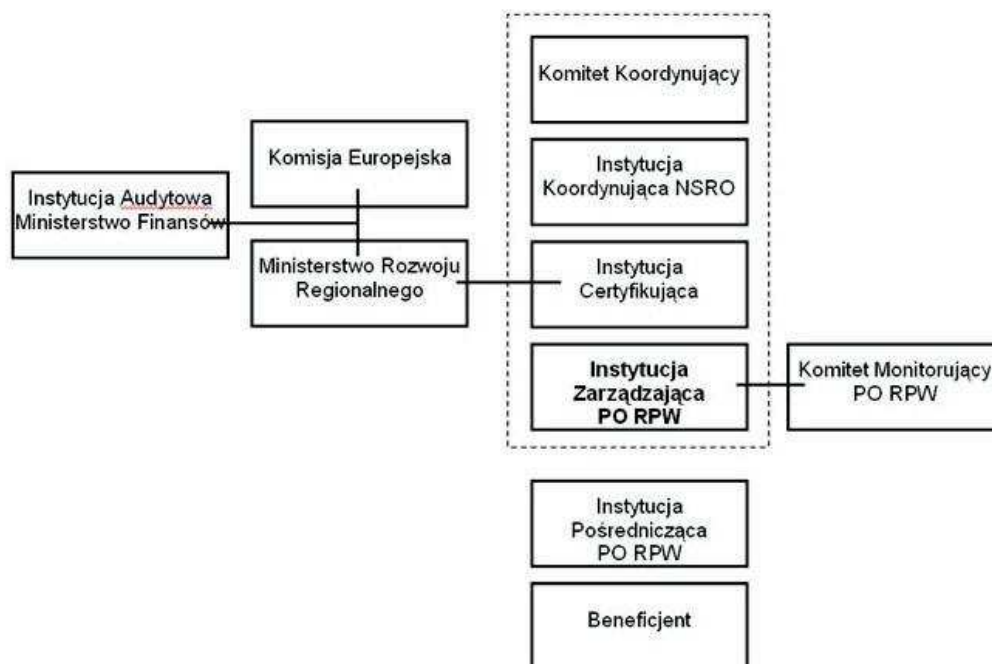 Komitet Koordynujący
Komisja Europejska
Instytucja
Koordynująca NSRO
Instytucja Audytowa
Ministerstwo Finansów
Ministerstwo Rozwoju
Regionalnego
Instytucja
Certyfikująca
Instytucja
Zarządzająca
PO RPW
Komitet Monitorujący
PO RPW
Instytucja
Pośrednicząca
PO RPW
Beneficjent